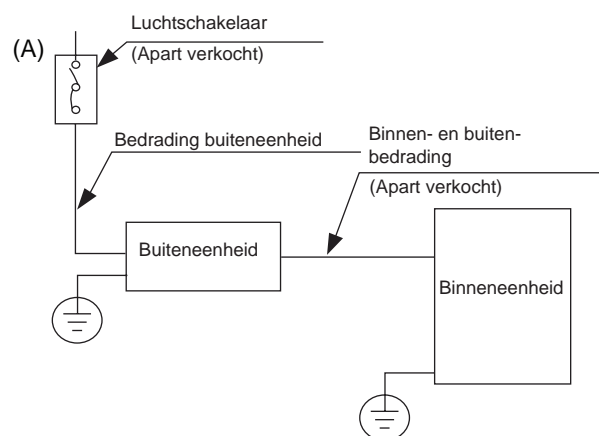 Luchtschakelaar
(A)
(Apart verkocht)
Bedrading buiteneenheid
Binnen- en buiten-
bedrading
(Apart verkocht)
Buiteneenheid
Binneneenheid